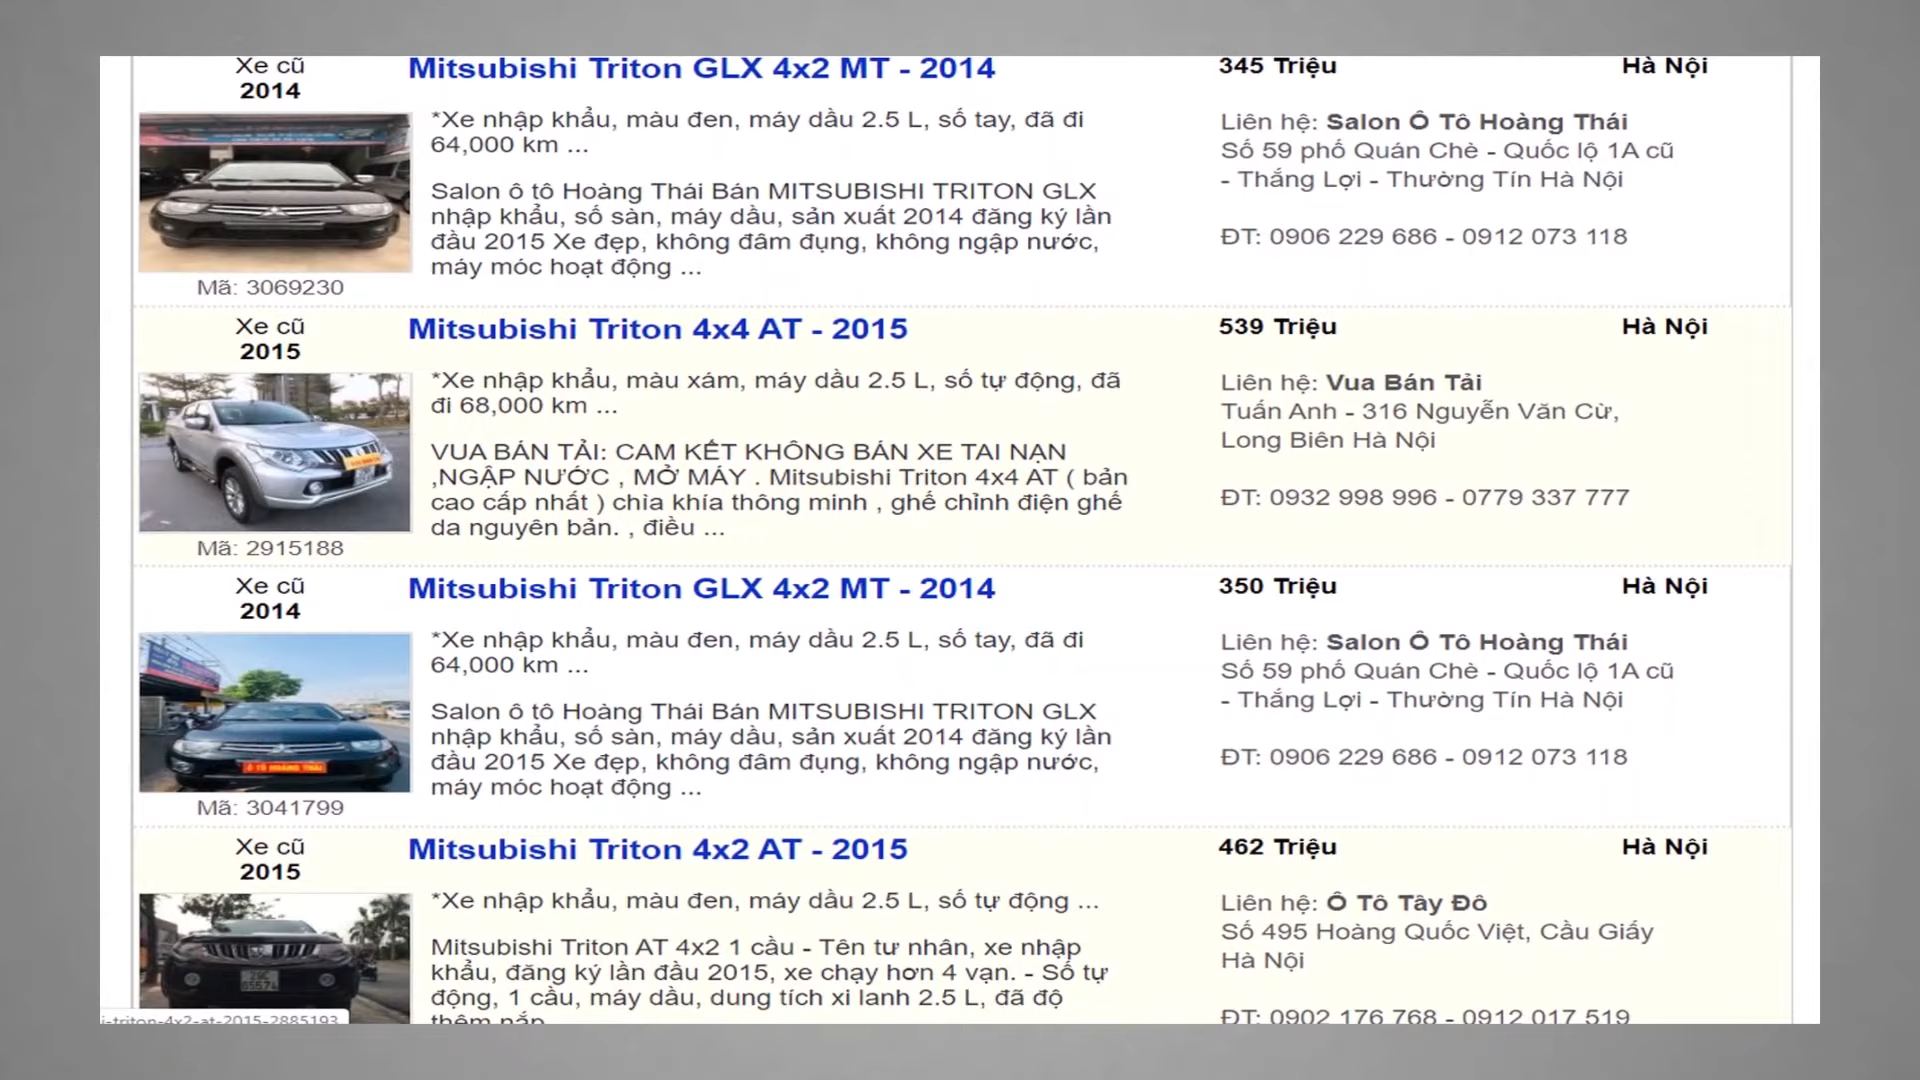 Xe cũ
2014
Mitsubishi Triton GLX 4x2 MT - 2014
345 Triệu
Hà Nội
*Xe nhập khẩu, màu đen, máy dầu 2.5 L, số tay, đã đi
64,000 km ...
Salon ô tô Hoàng Thái Bán MITSUBISHI TRITON GLX
nhập khẩu, số sàn, máy dầu, sản xuất 2014 đăng ký lần
đầu 2015 Xe đẹp, không đâm đụng, không ngập nước,
máy móc hoạt động ...
Liên hệ: Salon Ô Tô Hoàng Thái
Số 59 phố Quán Chè - Quốc lộ 1A cũ
- Thắng Lợi - Thường Tín Hà Nội
ĐT: 0906 229 686 - 0912 073 118
Mã: 3069230
Xe cũ
2015
Mitsubishi Triton 4x4 AT - 2015
539 Triệu
Hà Nội
*Xe nhập khẩu, màu xám, máy dầu 2.5 L, số tự động, đã
đi 68,000 km ...
VUA BÁN TẢI: CAM KẾT KHÔNG BÁN XE TAI NẠN
,NGẬP NƯỚC , MỞ MÁY . Mitsubishi Triton 4x4 AT ( bản
cao cấp nhất ) chìa khía thông minh , ghế chỉnh điện ghế
da nguyên bản. , điều ...
Liên hệ: Vua Bán Tải
Tuấn Anh - 316 Nguyễn Văn Cừ,
Long Biên Hà Nội
ĐT: 0932 998 996 - 0779 337 777
Mã: 2915188
Xe cũ
2014
Mitsubishi Triton GLX 4x2 MT - 2014
350 Triệu
Hà Nội
*Xe nhập khẩu, màu đen, máy dầu 2.5 L, số tay, đã đi
64,000 km ...
Salon ô tô Hoàng Thái Bán MITSUBISHI TRITON GLX
nhập khẩu, số sàn, máy dầu, sản xuất 2014 đăng ký lần
đầu 2015 Xe đẹp, không đâm đụng, không ngập nước,
máy móc hoạt động ...
Liên hệ: Salon Ô Tô Hoàng Thái
Số 59 phố Quán Chè - Quốc lộ 1A cũ
- Thắng Lợi - Thường Tín Hà Nội
ĐT: 0906 229 686 - 0912 073 118
Ô TÔ HOÀNG THÁI
Mã: 3041799
Xe cũ
2015
Mitsubishi Triton 4x2 AT - 2015
462 Triệu
Hà Nội
*Xe nhập khẩu, màu đen, máy dầu 2.5 L, số tự động ...
Mitsubishi Triton AT 4x2 1 cầu - Tên tư nhân, xe nhập
khẩu, đăng ký lần đầu 2015, xe chạy hơn 4 vạn. - Số tự
động, 1 cầu, máy dầu, dung tích xi lanh 2.5 L, đã độ
thêm nắp
Liên hệ: Ô Tô Tây Đô
Số 495 Hoàng Quốc Việt, Cầu Giấy
Hà Nội
ĐT: 0902 176 768 - 0912 017 519
i-triton-4x2-at-2015-2885193